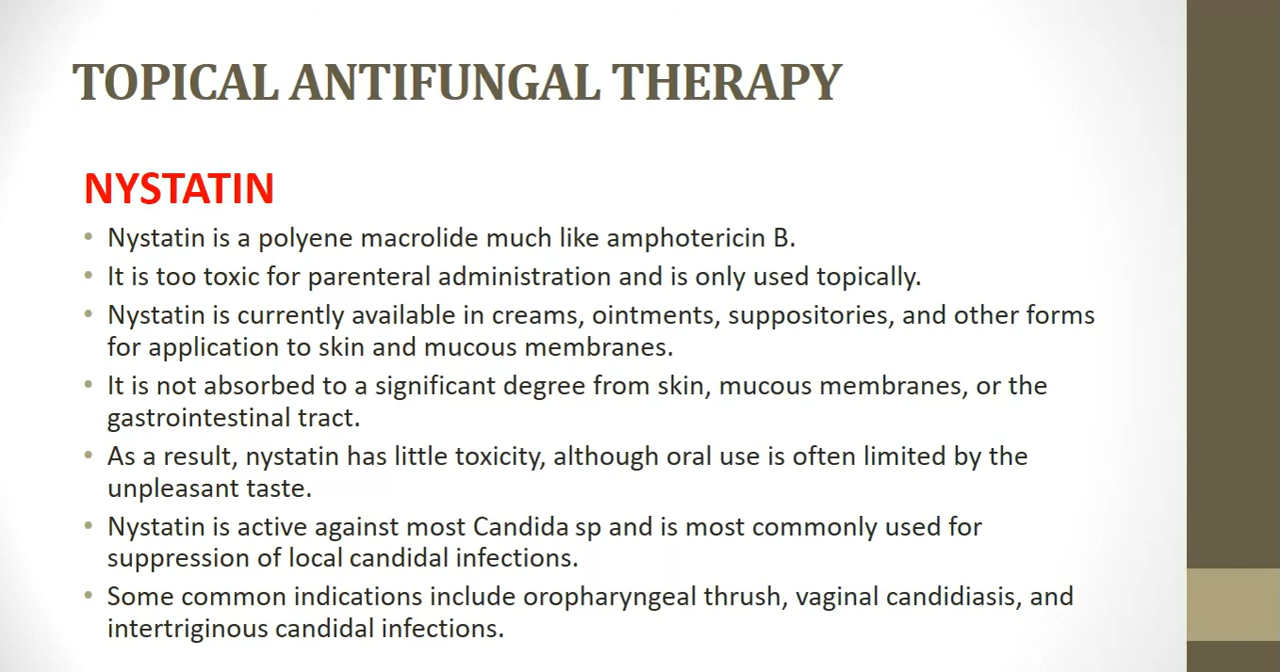 TOPICAL ANTIFUNGAL THERAPY
NYSTATIN
• Nystatin is a polyene macrolide much like amphotericin B.
• It is too toxic for parenteral administration and is only used topically.
• Nystatin is currently available in creams, ointments, suppositories, and other forms
for application to skin and mucous membranes.
• It is not absorbed to a significant degree from skin, mucous membranes, or the
gastrointestinal tract.
• As a result, nystatin has little toxicity, although oral use is often limited by the
unpleasant taste.
• Nystatin is active against most Candida sp and is most commonly used for
suppression of local candidal infections.
• Some common indications include oropharyngeal thrush, vaginal candidiasis, and
intertriginous candidal infections.